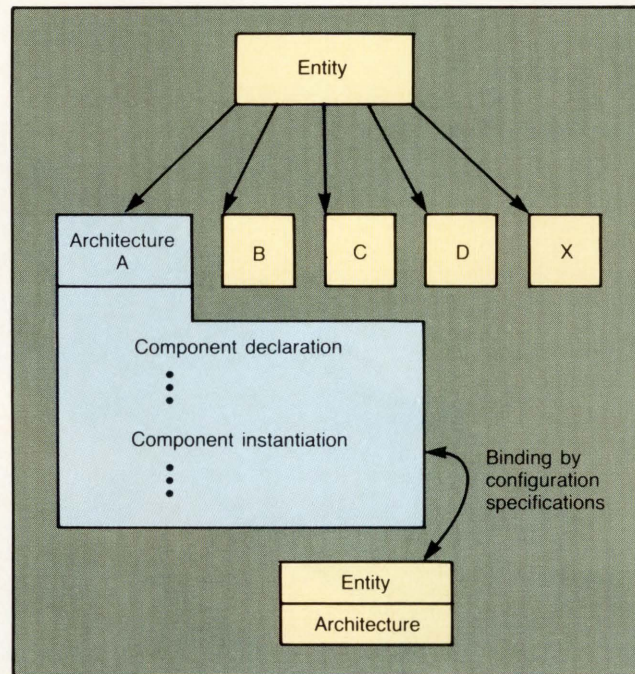 Entity
Architecture
A
B
C
D
X
Component declaration
Component instantiation
Binding by
configuration
specifications
Entity
Architecture